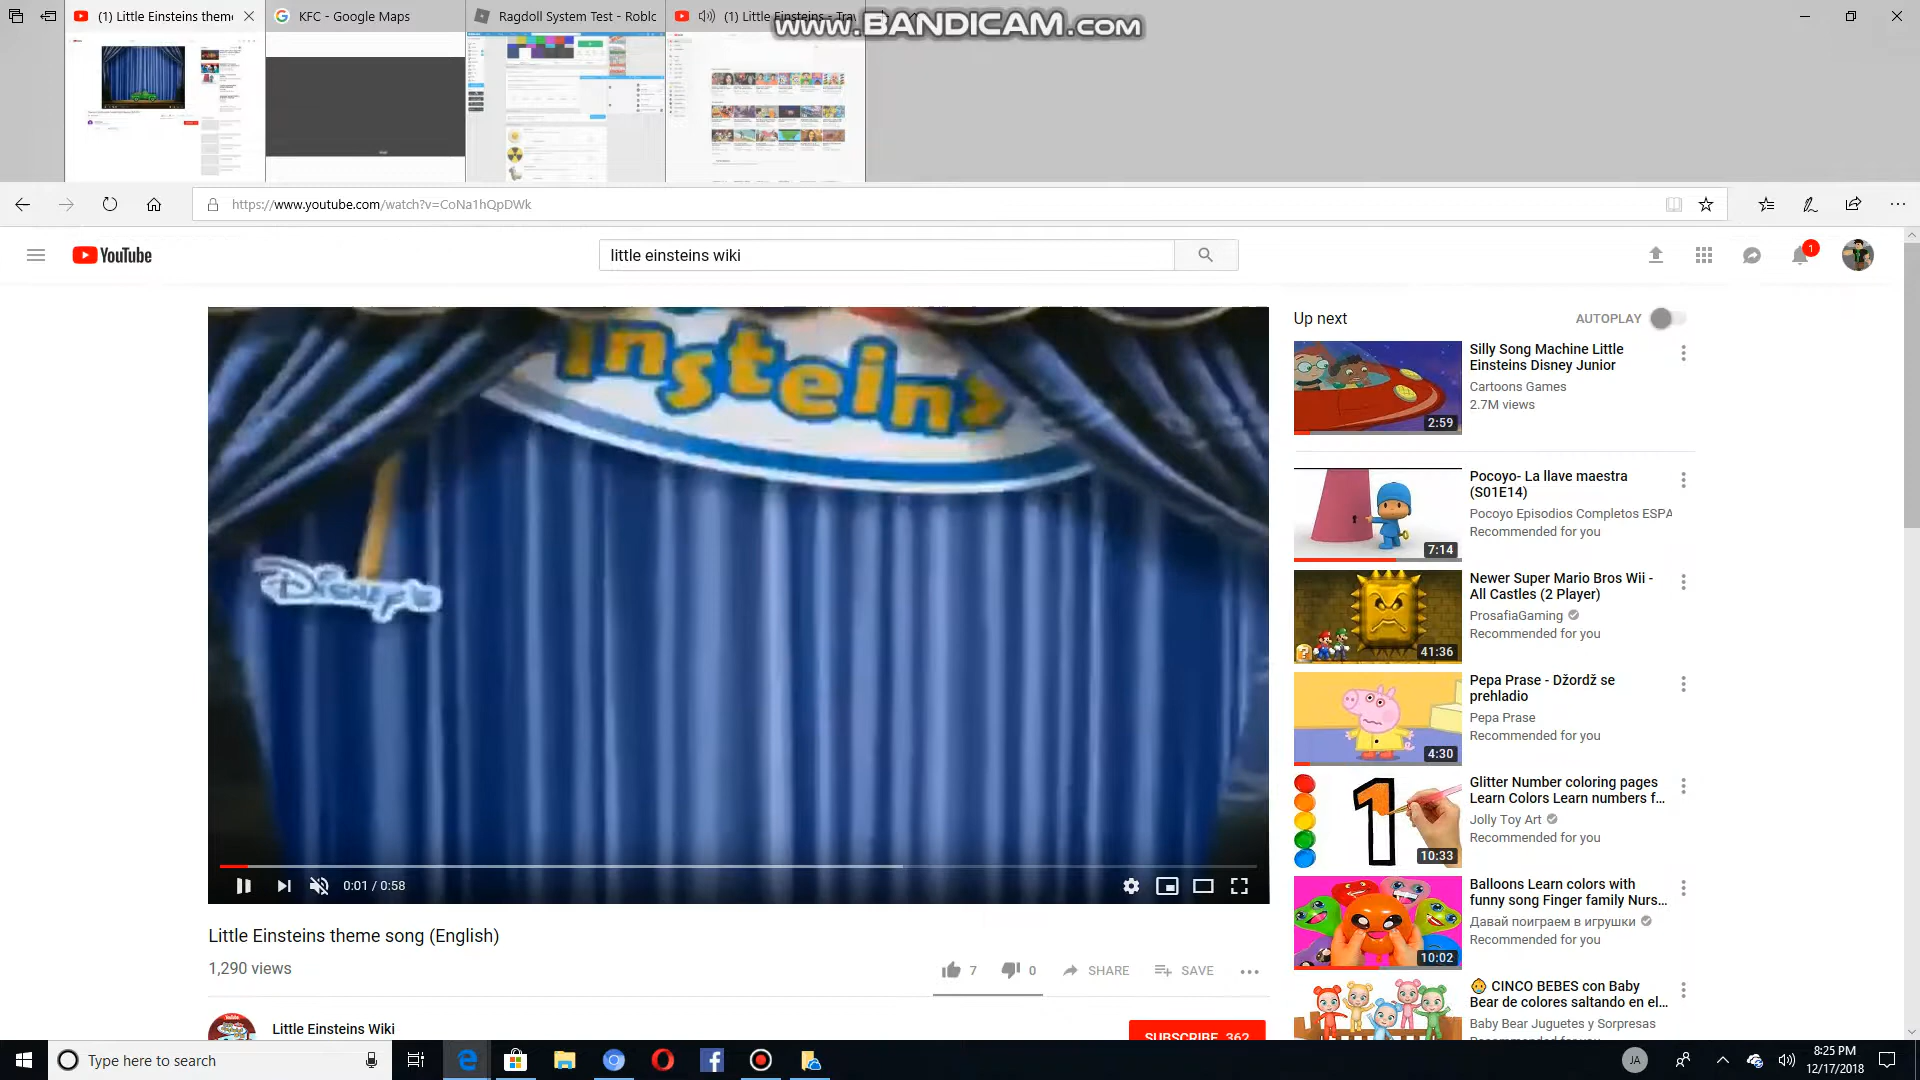 (1) Little Einsteins them
KFC - Google Maps
Ragdoll System Test - Roblo
(1) Little Einsteins - Tra
www.BANDICAM.com
https://www.youtube.com/watch?v=CoNa1hQpDWk
YouTube
little einsteins wiki
1
insteins
Disney's
0:01 / 0:58
Little Einsteins theme song (English)
1,290 views
7
0
SHARE
SAVE
Little Einsteins Wiki
SUBSCRIBE 362
Up next
AUTOPLAY
Silly Song Machine Little
Einsteins Disney Junior
Cartoons Games
2.7M views
2:59
Pocoyo- La llave maestra
(S01E14)
Pocoyo Episodios Completos ESPA
Recommended for you
7:14
Newer Super Mario Bros Wii -
All Castles (2 Player)
ProsafiaGaming
Recommended for you
41:36
Pepa Prase - Džordž se
prehladio
Pepa Prase
Recommended for you
4:30
Glitter Number coloring pages
Learn Colors Learn numbers f...
Jolly Toy Art
Recommended for you
1
10:33
Balloons Learn colors with
funny song Finger family Nurs...
Давай поиграем в игрушки
Recommended for you
10:02
CINCO BEBES con Baby
Bear de colores saltando en el...
Baby Bear Juguetes y Sorpresas
Type here to search
JA
8:25 PM
12/17/2018